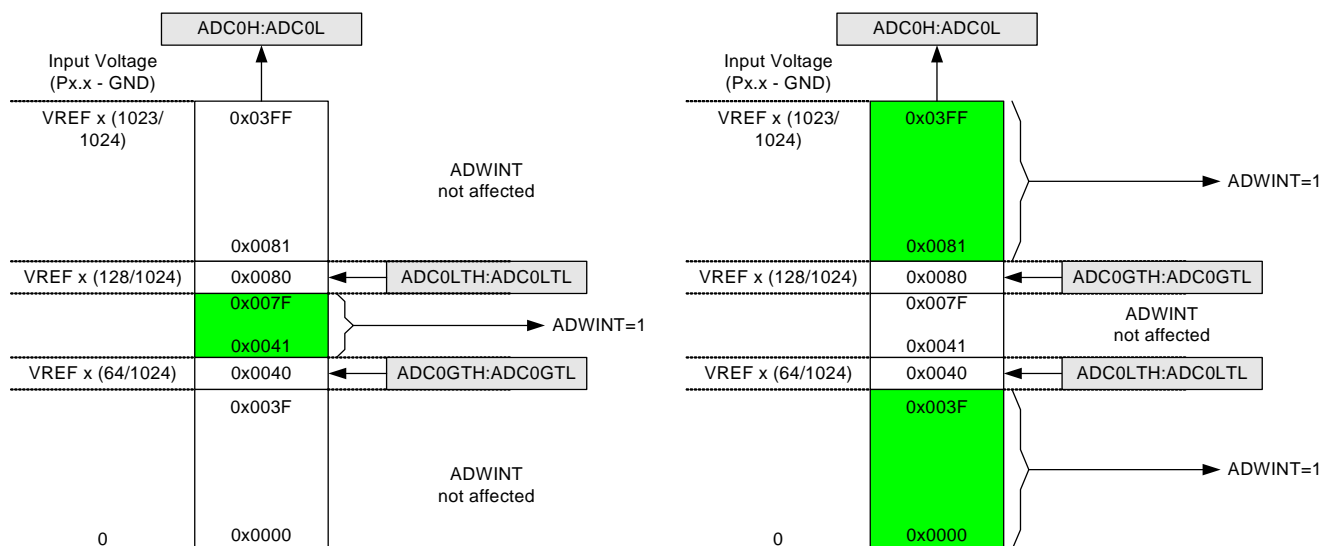 ADC0H:ADC0L
Input Voltage
(Px.x - GND)
VREF x (1023/
1024)
0x03FF
ADWINT
not affected
0x0081
VREF x (128/1024)
0x0080
ADC0LTH:ADC0LTL
0x007F
ADWINT=1
0x0041
VREF x (64/1024)
0x0040
ADC0GTH:ADC0GTL
0x003F
ADWINT
not affected
0
0x0000
ADC0H:ADC0L
Input Voltage
(Px.x - GND)
VREF x (1023/
1024)
0x03FF
ADWINT=1
0x0081
VREF x (128/1024)
0x0080
ADC0GTH:ADC0GTL
0x007F
ADWINT
not affected
0x0041
VREF x (64/1024)
0x0040
ADC0LTH:ADC0LTL
0x003F
ADWINT=1
0
0x0000